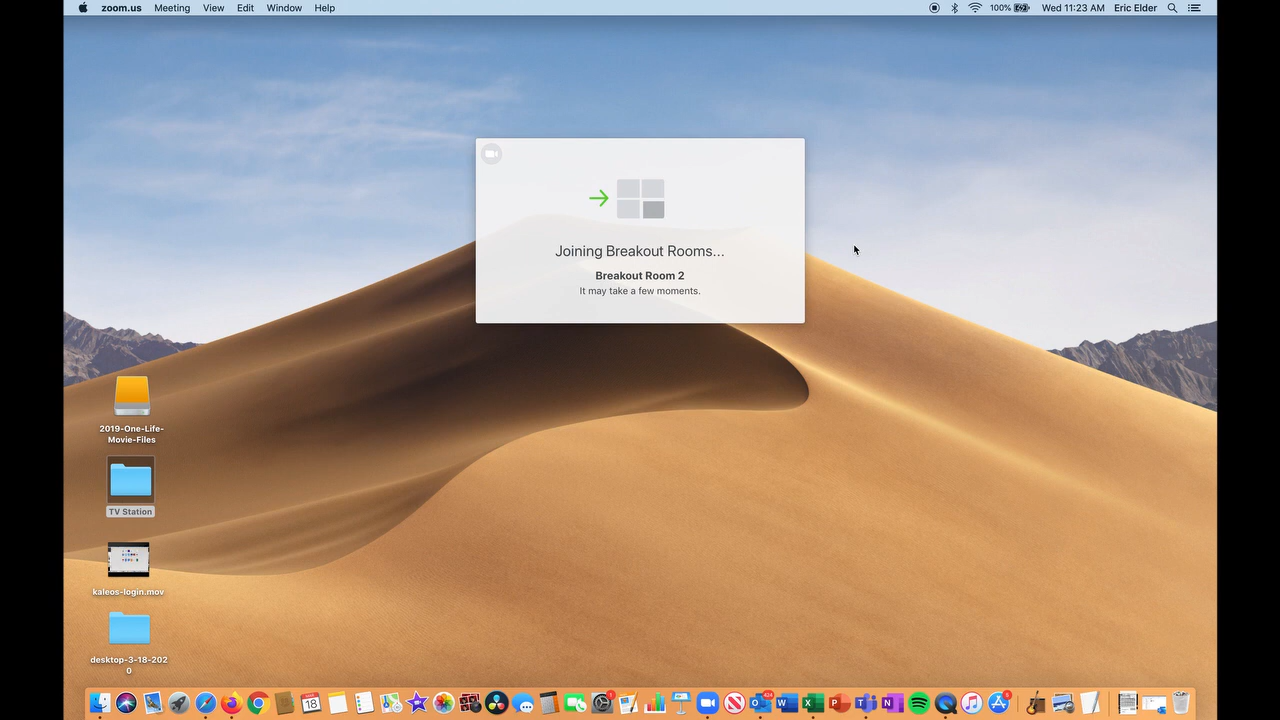 zoom.us Meeting View Edit Window Help 100% Wed 11:23 AM Eric Elder
Joining Breakout Rooms...
Breakout Room 2
It may take a few moments.
2019-One-Life-
Movie-Files
TV Station
kaleos-login.mov
desktop-3-18-202
0
18